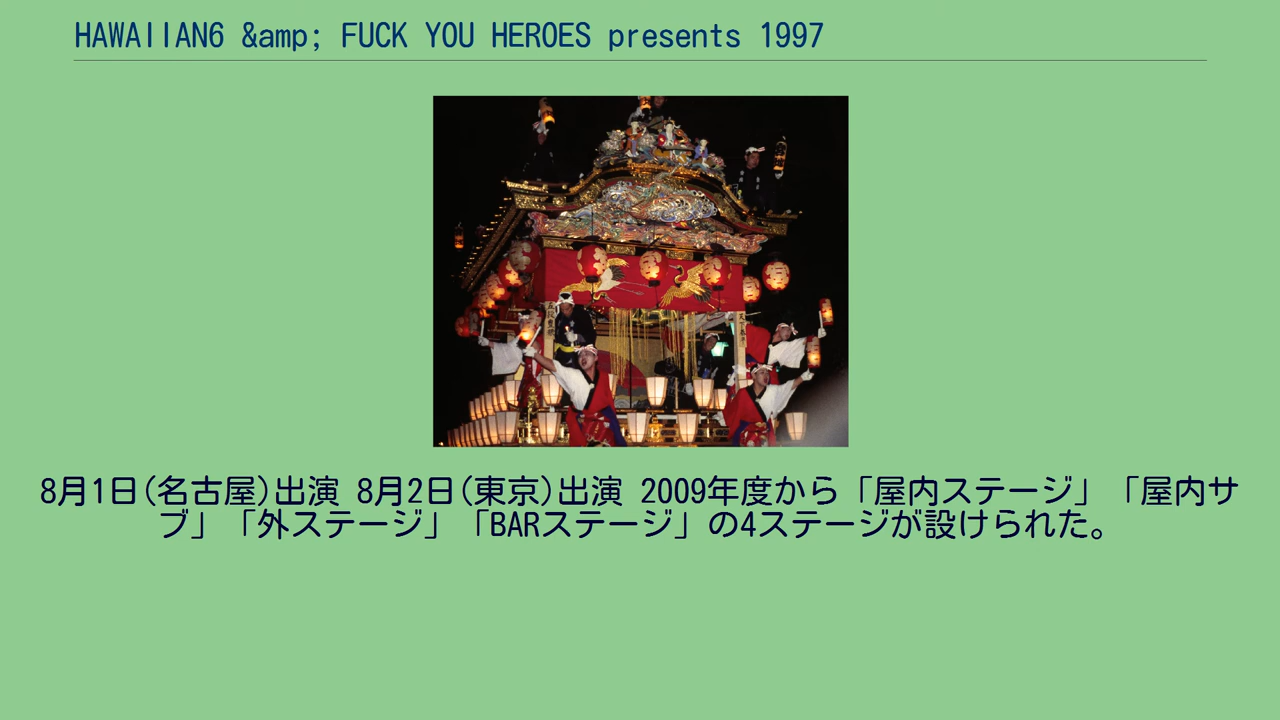 HAWAIIAN6 &amp; FUCK YOU HEROES presents 1997
8月1日(名古屋)出演 8月2日(東京)出演 2009年度から「屋内ステージ」「屋内サ
ブ」「外ステージ」「BARステージ」の4ステージが設けられた。